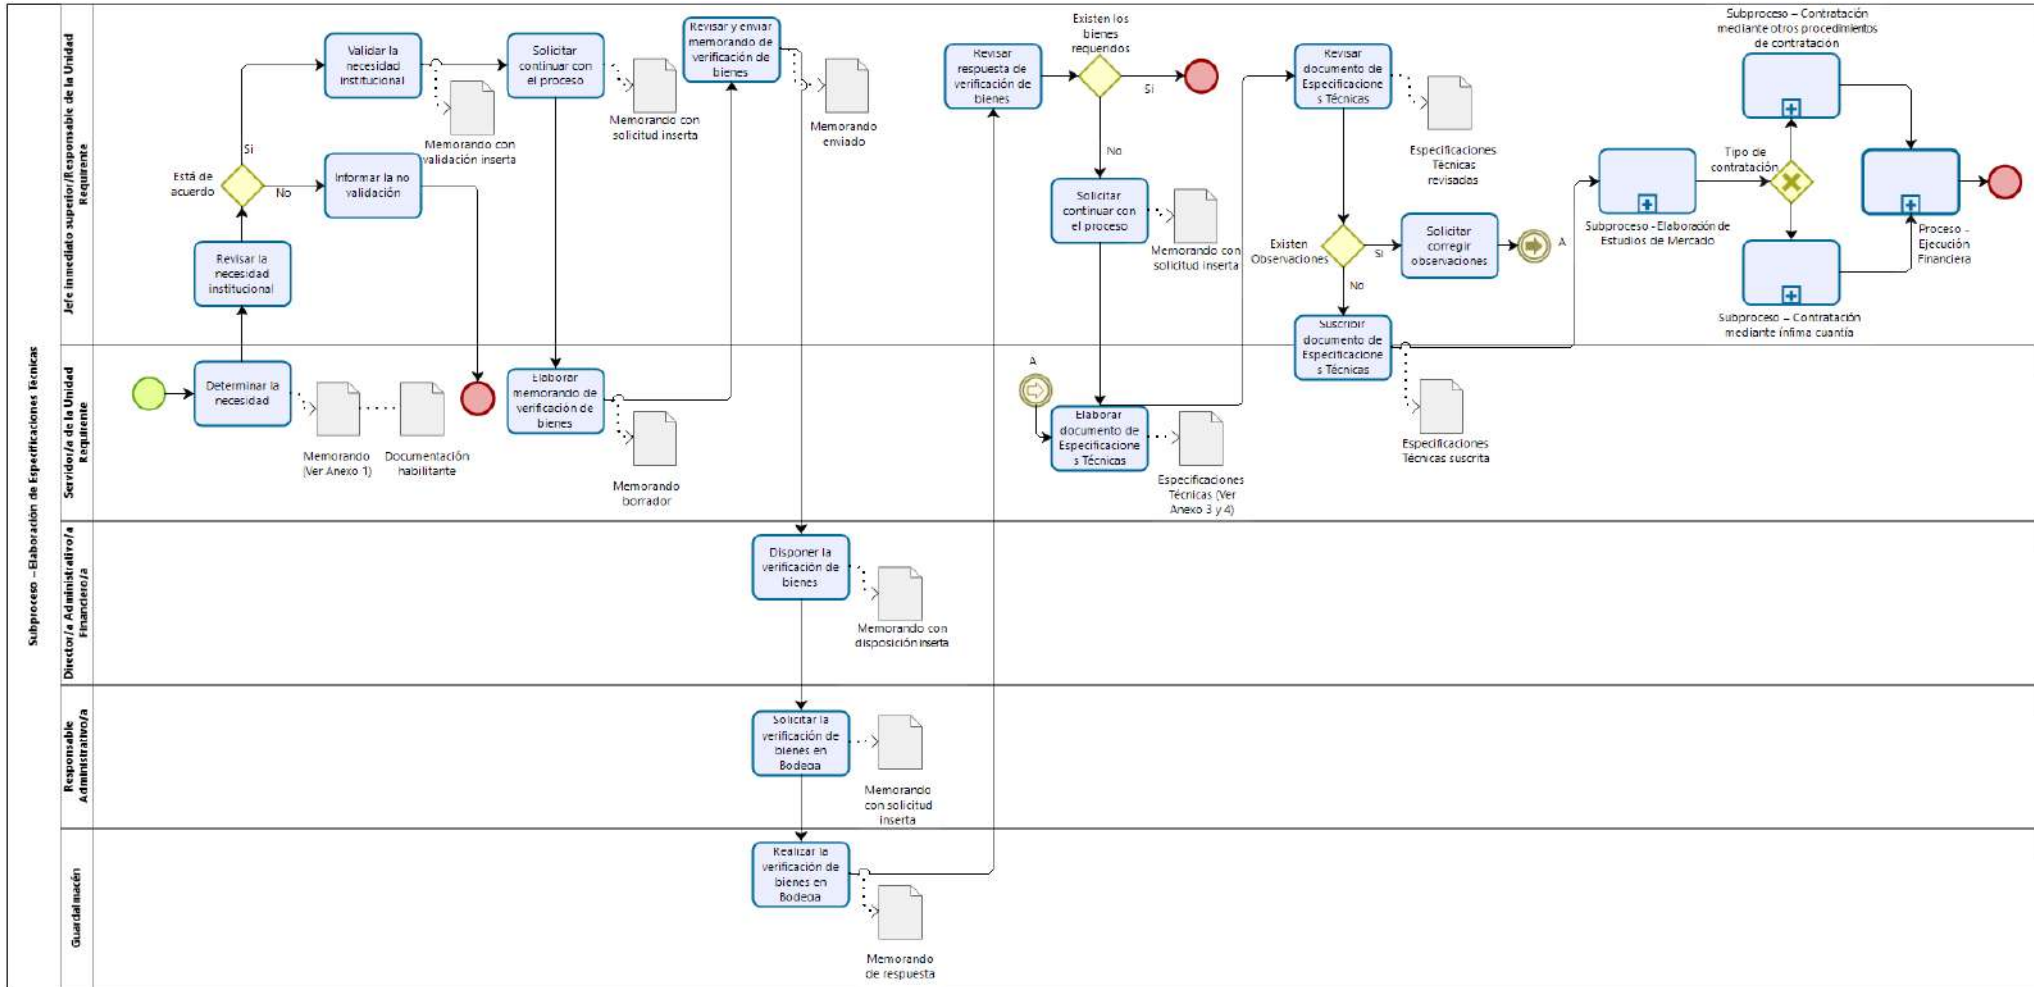 Subproceso – Elaboración de Especificaciones Técnicas
Jefe inmediato superior/Responsable de la Unidad
Requirente
Validar la
necesidad
institucional
Memorando con
validación inserta
Solicitar
continuar con
el proceso
Memorando con
solicitud inserta
Revisar y enviar
memorando de
verificación de
bienes
Memorando
enviado
Está de
acuerdo
Si
No
Informar la no
validación
Revisar la
necesidad
institucional
Revisar
respuesta de
verificación de
bienes
Existen los
bienes
requeridos
Si
No
Solicitar
continuar con
el proceso
Memorando con
solicitud inserta
Revisar
documento de
Especificacione
s Técnicas
Especificaciones
Técnicas
revisadas
Existen
Observaciones
Si
No
Solicitar
corregir
observaciones
A
Suscribir
documento de
Especificacione
s Técnicas
Especificaciones
Técnicas suscrita
Subproceso - Elaboración de
Estudios de Mercado
Tipo de
contratación
Subproceso – Contratación
mediante otros procedimientos
de contratación
Subproceso – Contratación
mediante ínfima cuantía
Proceso -
Ejecución
Financiera
Servidor/a de la Unidad
Requirente
Determinar la
necesidad
Memorando
(Ver Anexo 1)
Documentación
habilitante
Elaborar
memorando de
verificación de
bienes
Memorando
borrador
A
Elaborar
documento de
Especificacione
s Técnicas
Especificaciones
Técnicas (Ver
Anexo 3 y 4)
Director/a Administrativo/a
Financiero/a
Disponer la
verificación de
bienes
Memorando con
disposición inserta
Responsable
Administrativo/a
Solicitar la
verificación de
bienes en
Bodega
Memorando
con solicitud
inserta
Guardalmacén
Realizar la
verificación de
bienes en
Bodega
Memorando
de respuesta